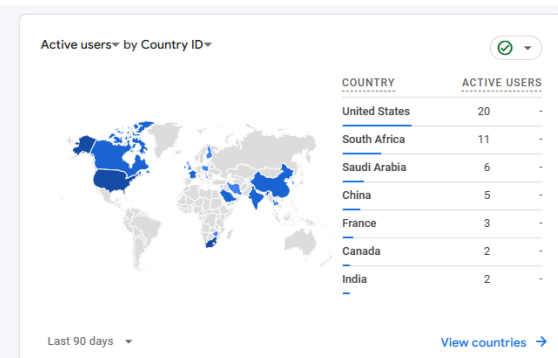 Active users by Country ID
COUNTRY ACTIVE USERS
United States 20 -
South Africa 11 -
Saudi Arabia 6 -
China 5 -
France 3 -
Canada 2 -
India 2 -
Last 90 days View countries